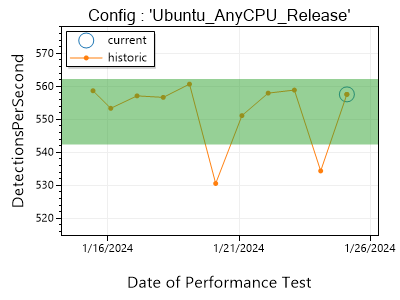 Config : 'Ubuntu_AnyCPU_Release'
current
historic
DetectionsPerSecond
570
560
550
540
530
520
1/16/2024
1/21/2024
1/26/2024
Date of Performance Test